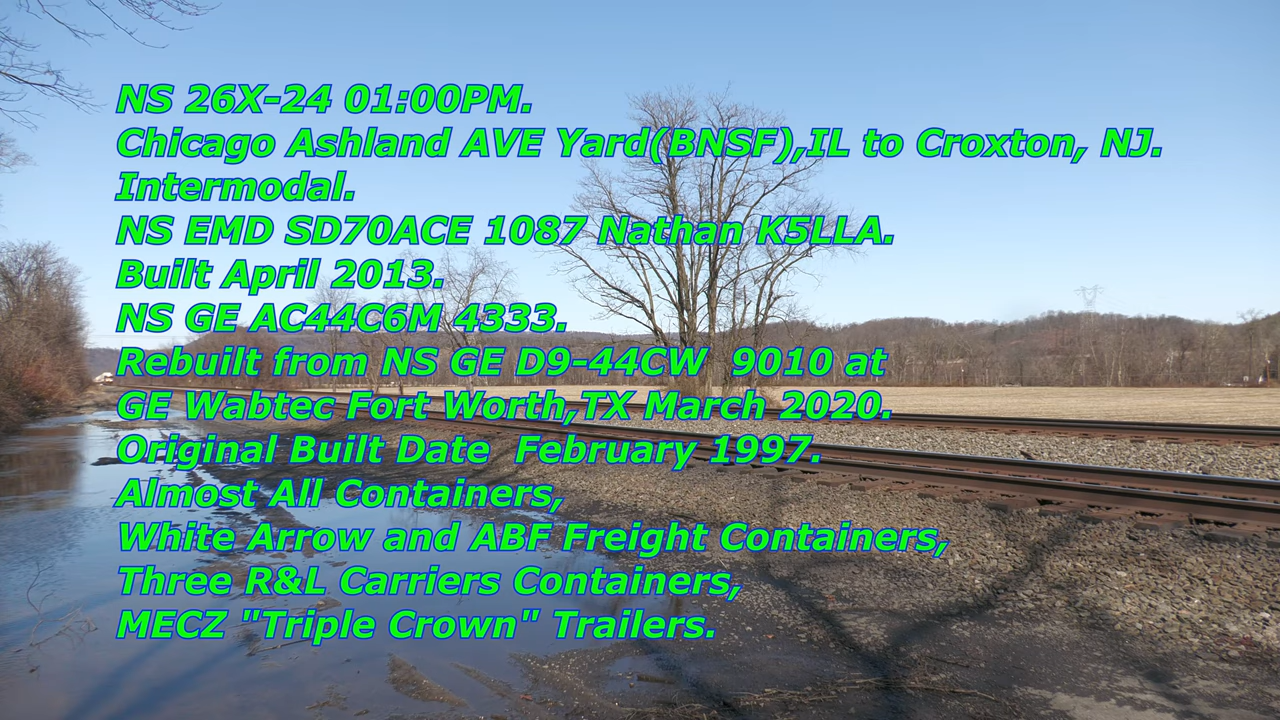 NS 26X-24 01:00PM.
Chicago Ashland AVE Yard(BNSF),IL to Croxton, NJ.
Intermodal.
NS EMD SD70ACE 1087 Nathan K5LLA.
Built April 2013.
NS GE AC44C6M 4333.
Rebuilt from NS GE D9-44CW  9010 at
GE Wabtec Fort Worth,TX March 2020.
Original Built Date  February 1997.
Almost All Containers,
White Arrow and ABF Freight Containers,
Three R&L Carriers Containers,
MECZ "Triple Crown" Trailers.